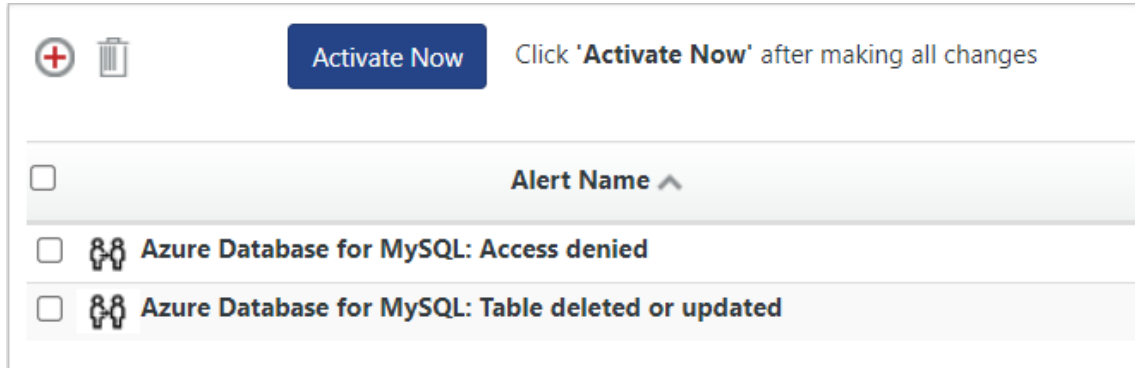 Activate Now Click 'Activate Now' after making all changes
Alert Name
Azure Database for MySQL: Access denied
Azure Database for MySQL: Table deleted or updated